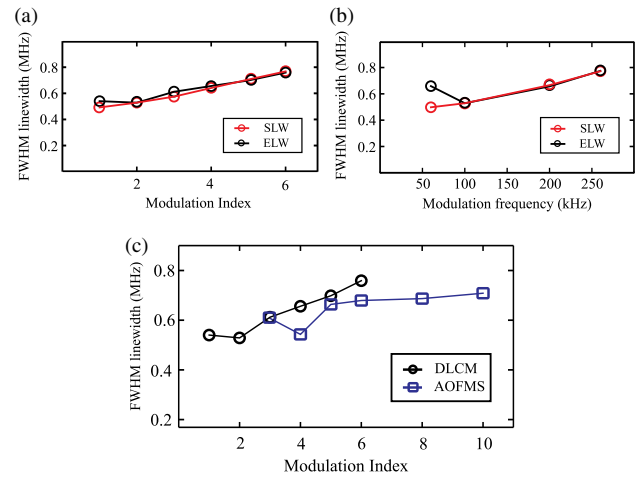 (a)
FWHM linewidth (MHz)
0.8
0.6
0.4
0.2
2
4
6
Modulation Index
SLW
ELW
(b)
FWHM linewidth (MHz)
0.8
0.6
0.4
0.2
50
100
150
200
250
Modulation frequency (kHz)
SLW
ELW
(c)
FWHM linewidth (MHz)
0.8
0.6
0.4
0.2
2
4
6
8
10
Modulation Index
DLCM
AOFMS